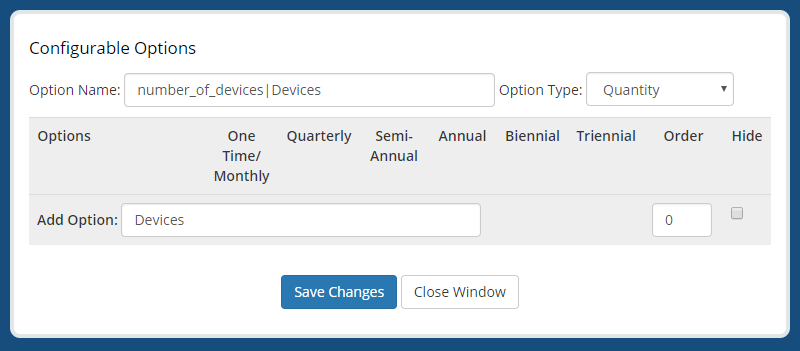 Configurable Options
Option Name: number_of_devices|Devices Option Type: Quantity
Options One Time/ Monthly Quarterly Semi-Annual Annual Biennial Triennial Order Hide
Add Option: Devices 0
Save Changes Close Window